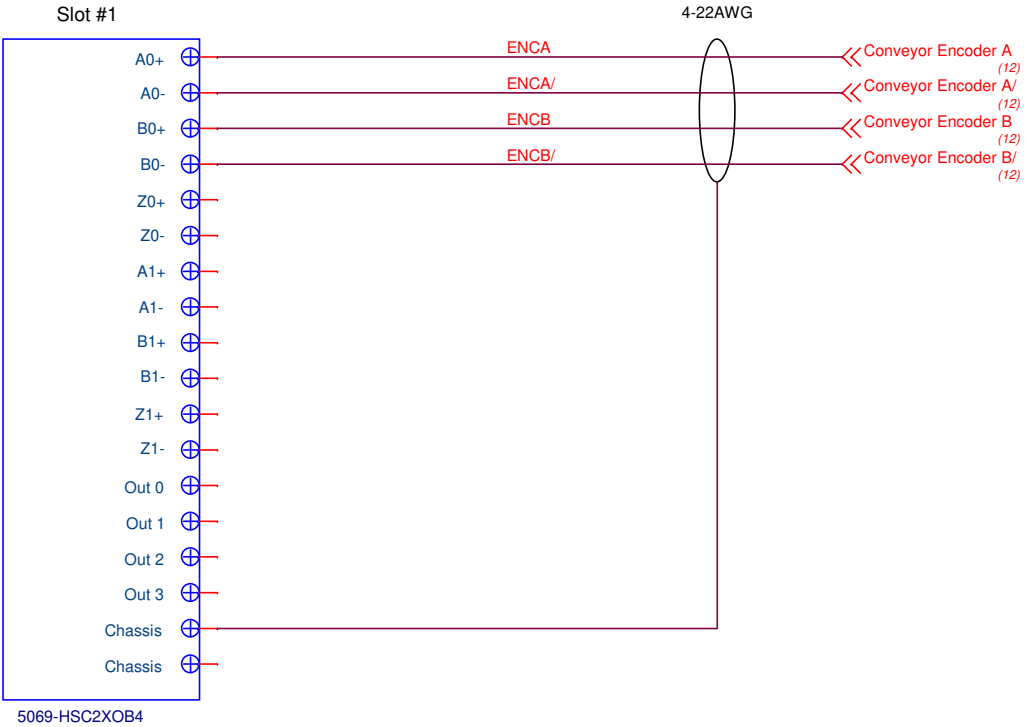 Slot #1
4-22AWG
A0+
ENCA
Conveyor Encoder A
(12)
A0-
ENCA/
Conveyor Encoder A/
(12)
B0+
ENCB
Conveyor Encoder B
(12)
B0-
ENCB/
Conveyor Encoder B/
(12)
Z0+
Z0-
A1+
A1-
B1+
B1-
Z1+
Z1-
Out 0
Out 1
Out 2
Out 3
Chassis
Chassis
5069-HSC2XOB4